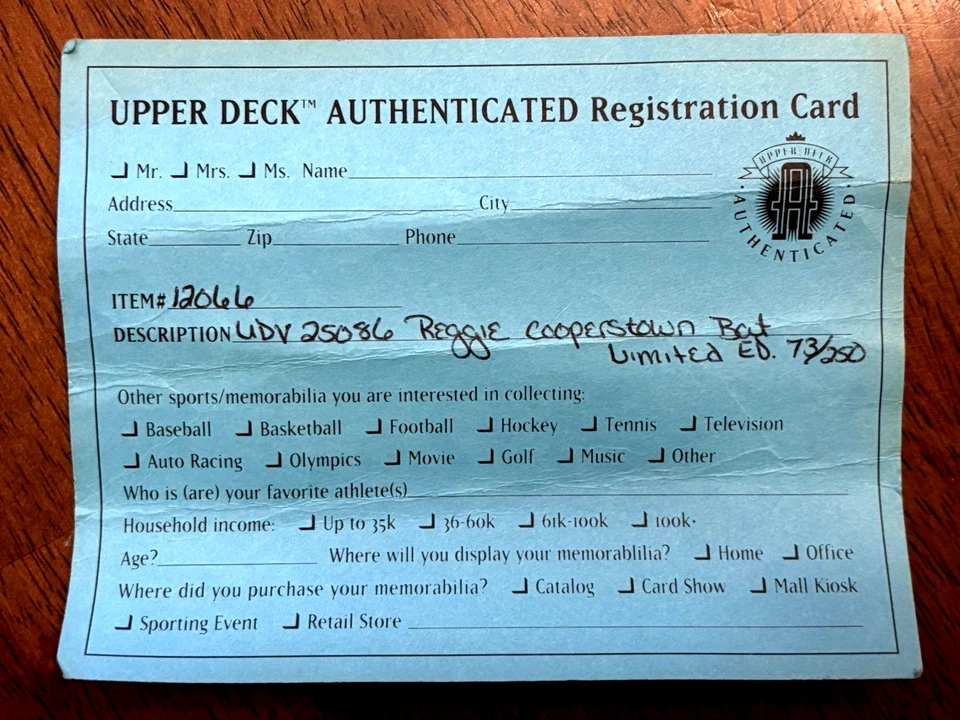 UPPER DECK™ AUTHENTICATED Registration Card
Mr. Mrs. Ms. Name
UPPER DECK
A
AUTHENTICATED
Address City
State Zip Phone
ITEM# 12066
DESCRIPTION UDV 25086 Reggie Cooperstown Bat
Limited ED. 73/250
Other sports/memorabilia you are interested in collecting:
Baseball Basketball Football Hockey Tennis Television
Auto Racing Olympics Movie Golf Music Other
Who is (are) your favorite athlete(s)
Household income: Up to 35k 36-60k 61k-100k 100k+
Age? Where will you display your memorablilia? Home Office
Where did you purchase your memorabilia? Catalog Card Show Mall Kiosk
Sporting Event Retail Store